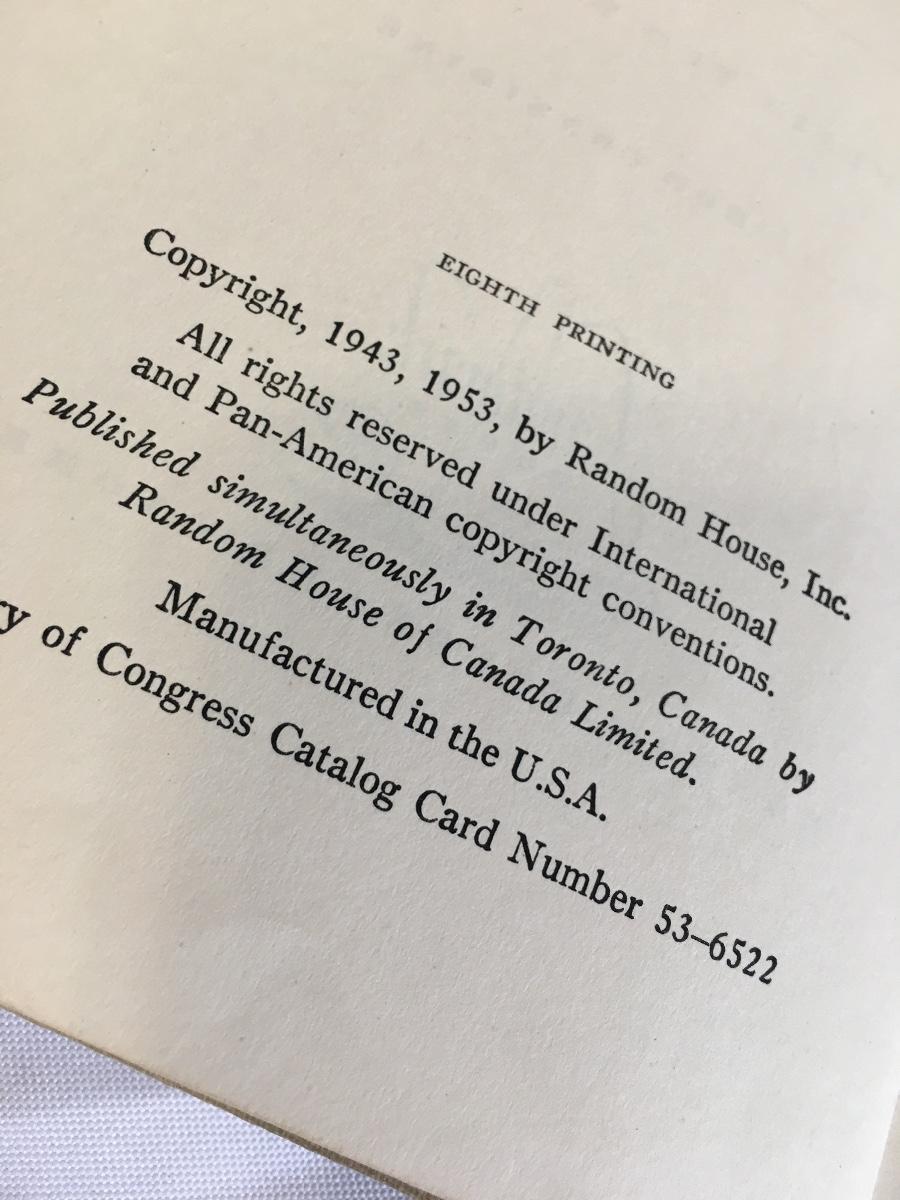 EIGHTH PRINTING
Copyright, 1943, 1953, by Random House, Inc.
All rights reserved under International
and Pan-American copyright conventions.
Published simultaneously in Toronto, Canada by
Random House of Canada Limited.
Manufactured in the U.S.A.
ry of Congress Catalog Card Number 53–6522